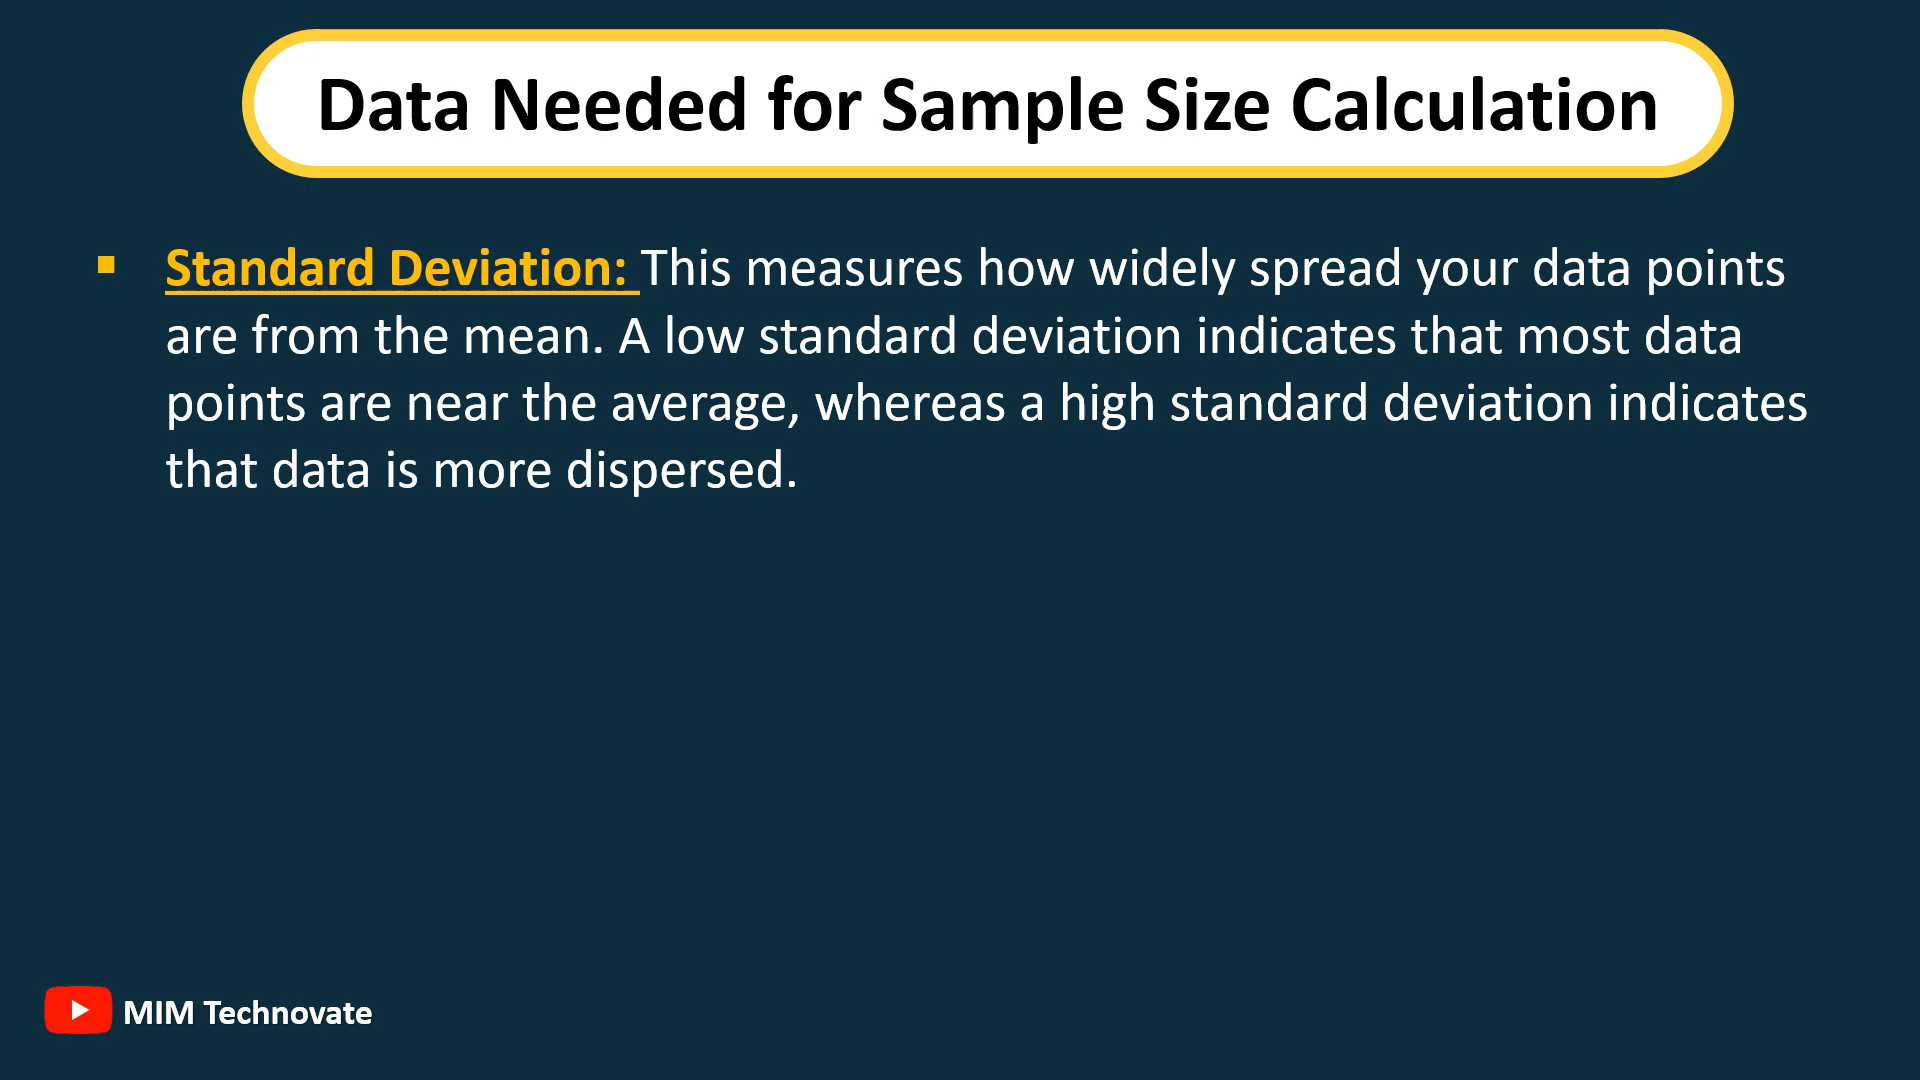 Data Needed for Sample Size Calculation
Standard Deviation: This measures how widely spread your data points
are from the mean. A low standard deviation indicates that most data
points are near the average, whereas a high standard deviation indicates
that data is more dispersed.
MIM Technovate